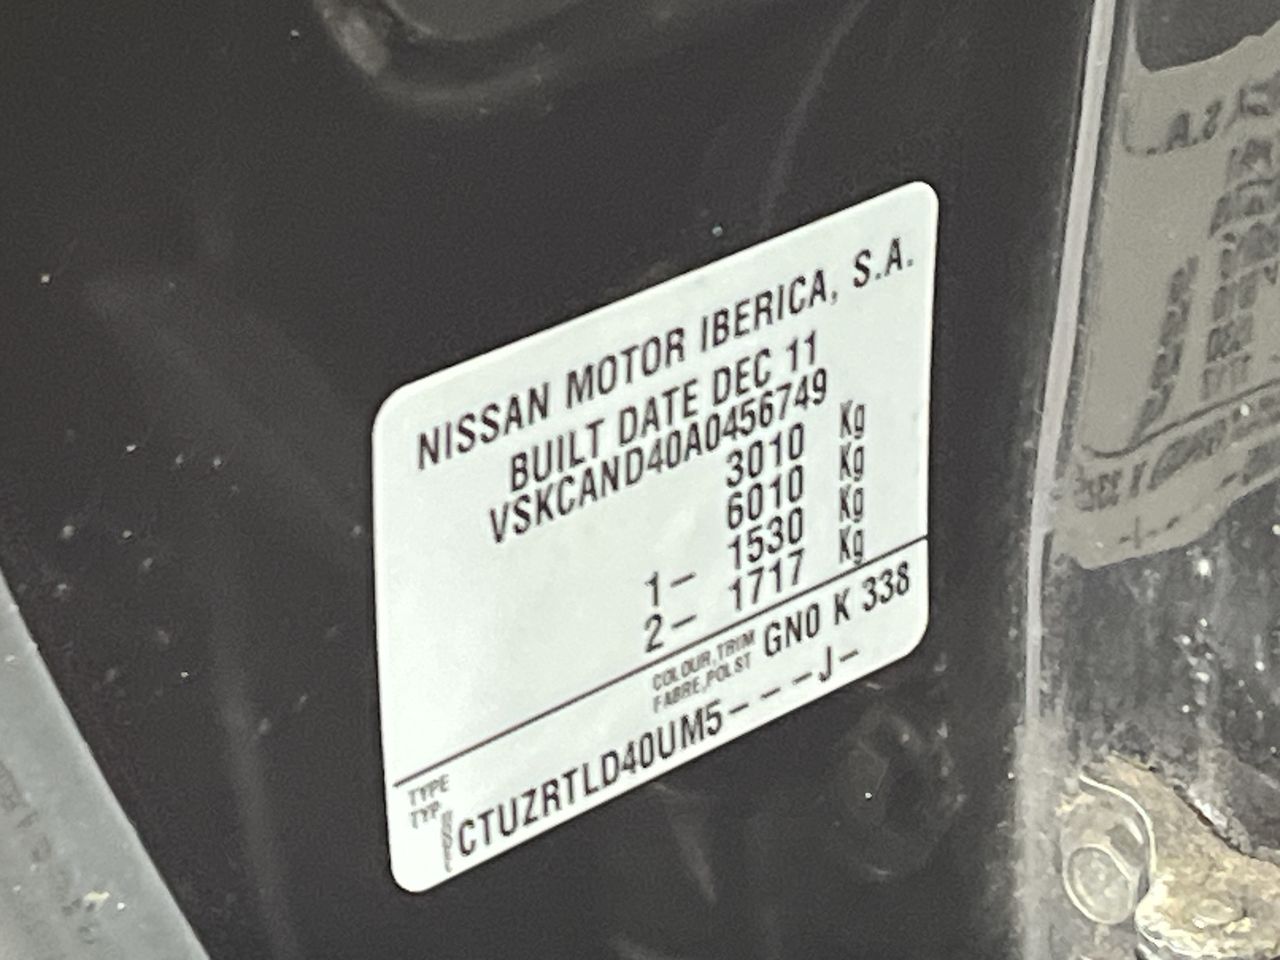 NISSAN MOTOR IBERICA, S.A.
BUILT DATE DEC 11
VSKCAND40A0456749
3010 Kg
6010 Kg
1- 1530 Kg
2- 1717 Kg
COLOUR,TRIM
FABRE,POLST
GN0 K 338
TYPE
TYP
CTUZRTLD40UM5----J-